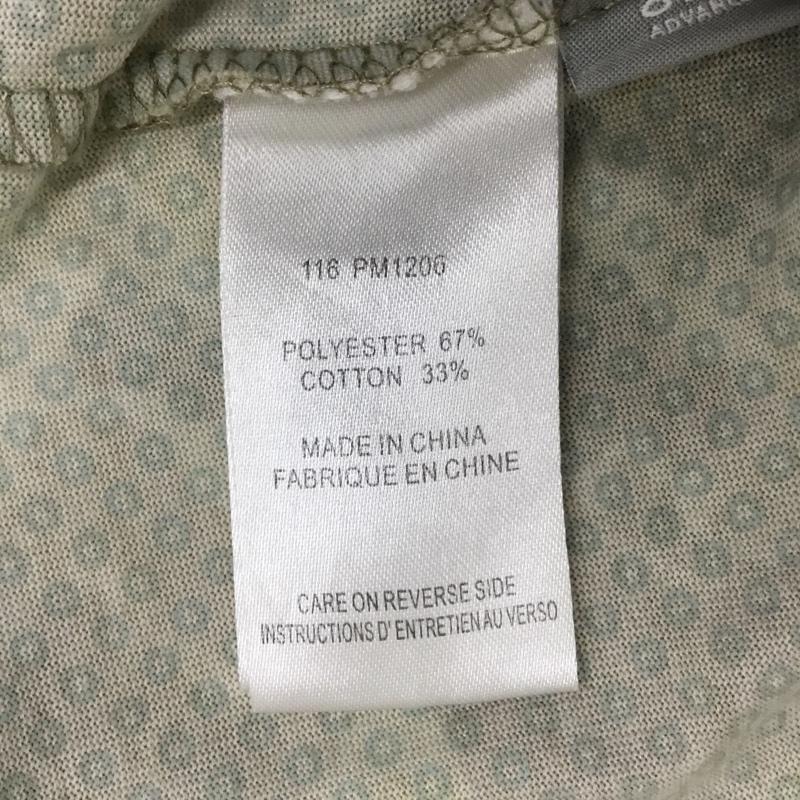 116 PM1206
POLYESTER 67%
COTTON 33%
MADE IN CHINA
FABRIQUE EN CHINE
CARE ON REVERSE SIDE
INSTRUCTIONS D' ENTRETIEN AU VERSO